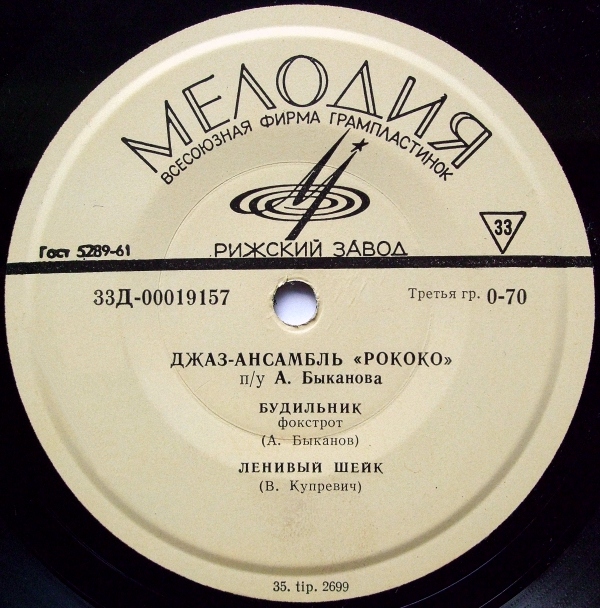 МЕЛОДИЯ
ВСЕСОЮЗНАЯ ФИРМА ГРАМПЛАСТИНОК
33
Гост 5289-61
РИЖСКИЙ ЗАВОД
33Д-00019157
Третья гр. 0-70
ДЖАЗ-АНСАМБЛЬ «РОКОКО»
п/у А. Быканова
БУДИЛЬНИК
фокстрот
(А. Быканов)
ЛЕНИВЫЙ ШЕЙК
(В. Купревич)
35. tip. 2699